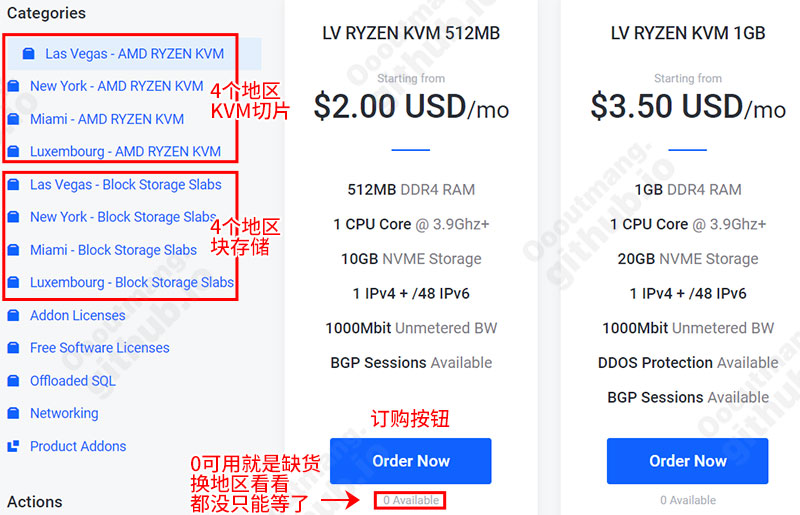 Categories
Las Vegas - AMD RYZEN KVM
New York - AMD RYZEN KVM
Miami - AMD RYZEN KVM
Luxembourg - AMD RYZEN KVM
4个地区
KVM切片
Las Vegas - Block Storage Slabs
New York - Block Storage Slabs
Miami - Block Storage Slabs
Luxembourg - Block Storage Slabs
4个地区
块存储
Addon Licenses
Free Software Licenses
Offloaded SQL
Networking
Product Addons
Actions
LV RYZEN KVM 512MB
Starting from
$2.00 USD/mo
512MB DDR4 RAM
1 CPU Core @ 3.9Ghz+
10GB NVME Storage
1 IPv4 + /48 IPv6
1000Mbit Unmetered BW
BGP Sessions Available
订购按钮
Order Now
0 Available
0可用就是缺货
换地区看看
都没只能等了
LV RYZEN KVM 1GB
Starting from
$3.50 USD/mo
1GB DDR4 RAM
1 CPU Core @ 3.9Ghz+
20GB NVME Storage
1 IPv4 + /48 IPv6
1000Mbit Unmetered BW
DDOS Protection Available
BGP Sessions Available
Order Now
0 Available
Oooutmang.
github.io